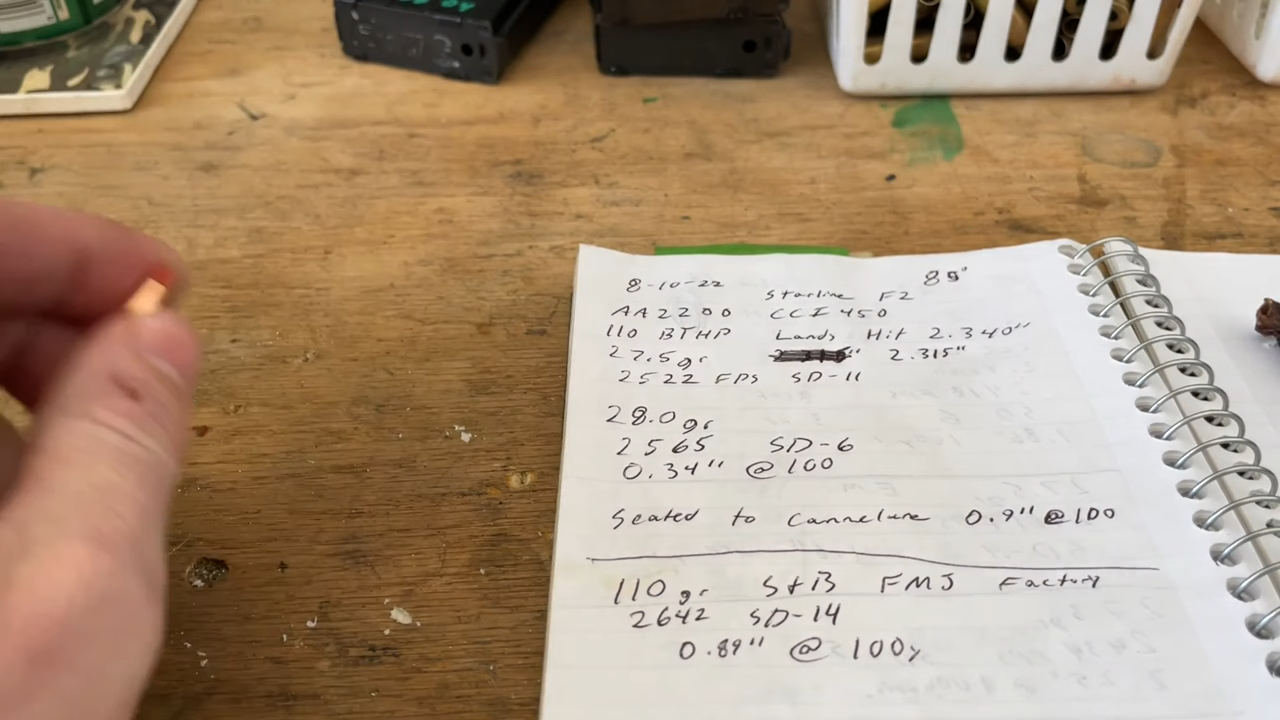 8-10-22 Starline F2 89°
AA2200 CCI 450
110 BTHP Lands Hit 2.340"
27.5gr 2.315"
2522 FPS SD-11
28.0gr
2565 SD-6
0.34" @ 100
Seated to Cannelure 0.9" @ 100
110gr S+B FMJ Factory
2642 SD-14
0.89" @ 100y